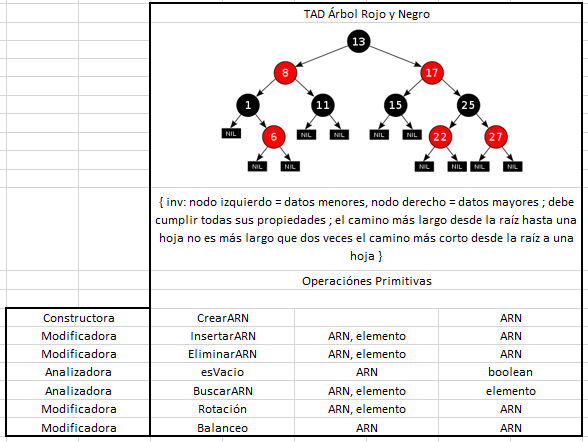 TAD Árbol Rojo y Negro
13
8 17
1 11 15 25
NIL 6 NIL NIL NIL NIL 22 27
NIL NIL NIL NIL NIL NIL
{ inv: nodo izquierdo = datos menores, nodo derecho = datos mayores ; debe
cumplir todas sus propiedades ; el camino más largo desde la raíz hasta una
hoja no es más largo que dos veces el camino más corto desde la raíz a una
hoja }
Operaciónes Primitivas
Constructora CrearARN ARN
Modificadora InsertarARN ARN, elemento ARN
Modificadora EliminarARN ARN, elemento ARN
Analizadora esVacio ARN boolean
Analizadora BuscarARN ARN, elemento elemento
Modificadora Rotación ARN, elemento ARN
Modificadora Balanceo ARN ARN